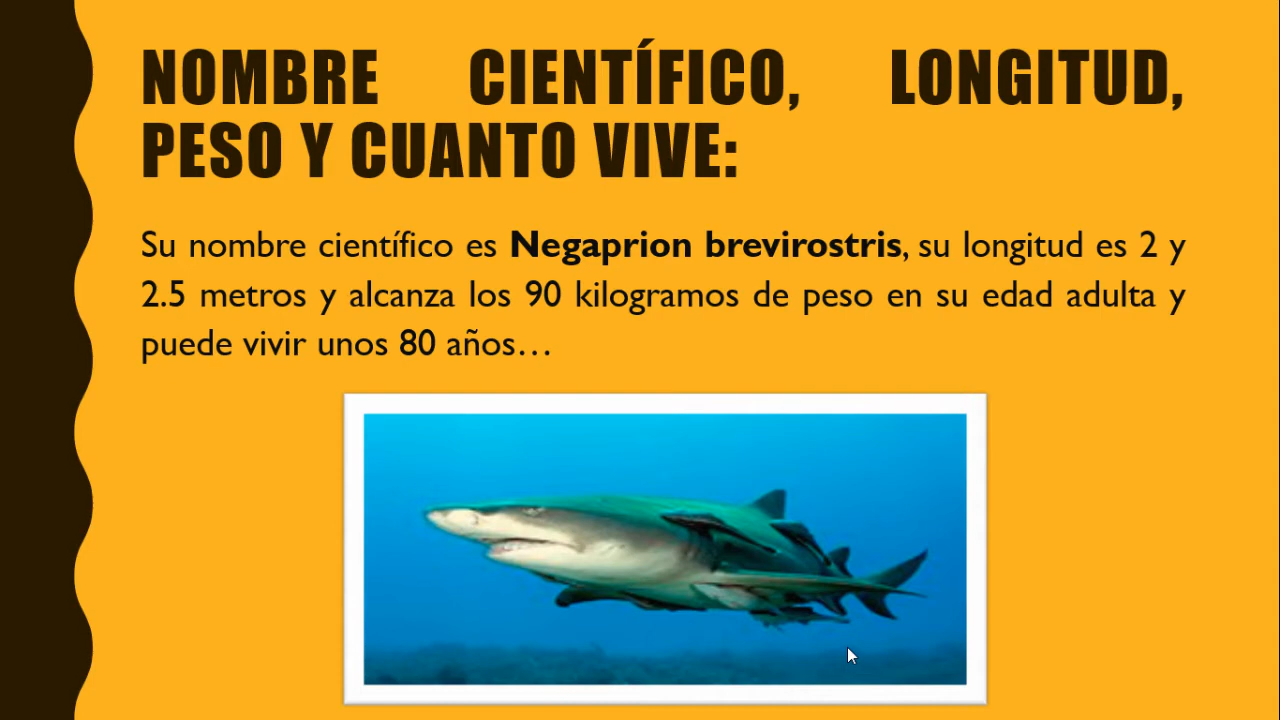 NOMBRE CIENTÍFICO, LONGITUD,
PESO Y CUANTO VIVE:
Su nombre científico es Negaprion brevirostris, su longitud es 2 y
2.5 metros y alcanza los 90 kilogramos de peso en su edad adulta y
puede vivir unos 80 años…